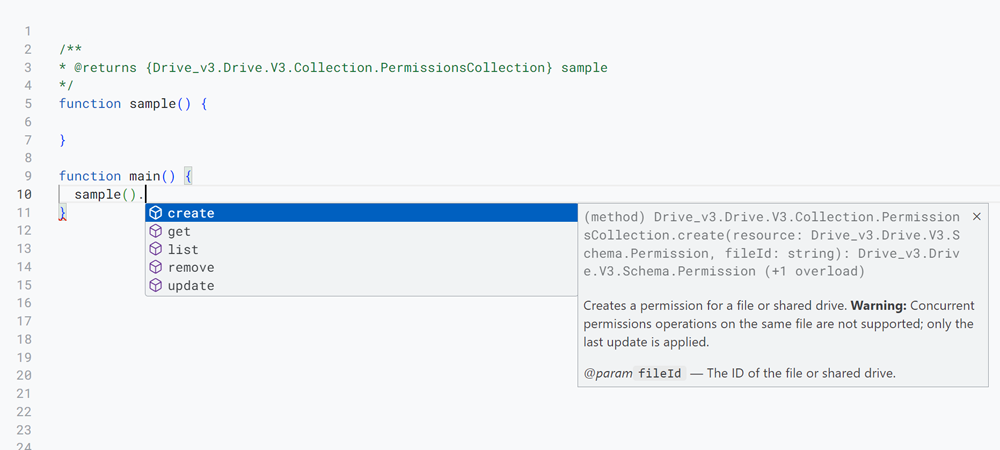 1
2 /**
3 * @returns {Drive_v3.Drive.V3.Collection.PermissionsCollection} sample
4 */
5 function sample() {
6
7 }
8
9 function main() {
10 sample().
11 }
12
13
14
15
16
17
18
19
20
21
22
23
24
create
get
list
remove
update
(method) Drive_v3.Drive.V3.Collection.Permission
sCollection.create(resource: Drive_v3.Drive.V3.S
chema.Permission, fileId: string): Drive_v3.Driv
e.V3.Schema.Permission (+1 overload)
Creates a permission for a file or shared drive. Warning: Concurrent
permissions operations on the same file are not supported; only the
last update is applied.
@param fileId — The ID of the file or shared drive.